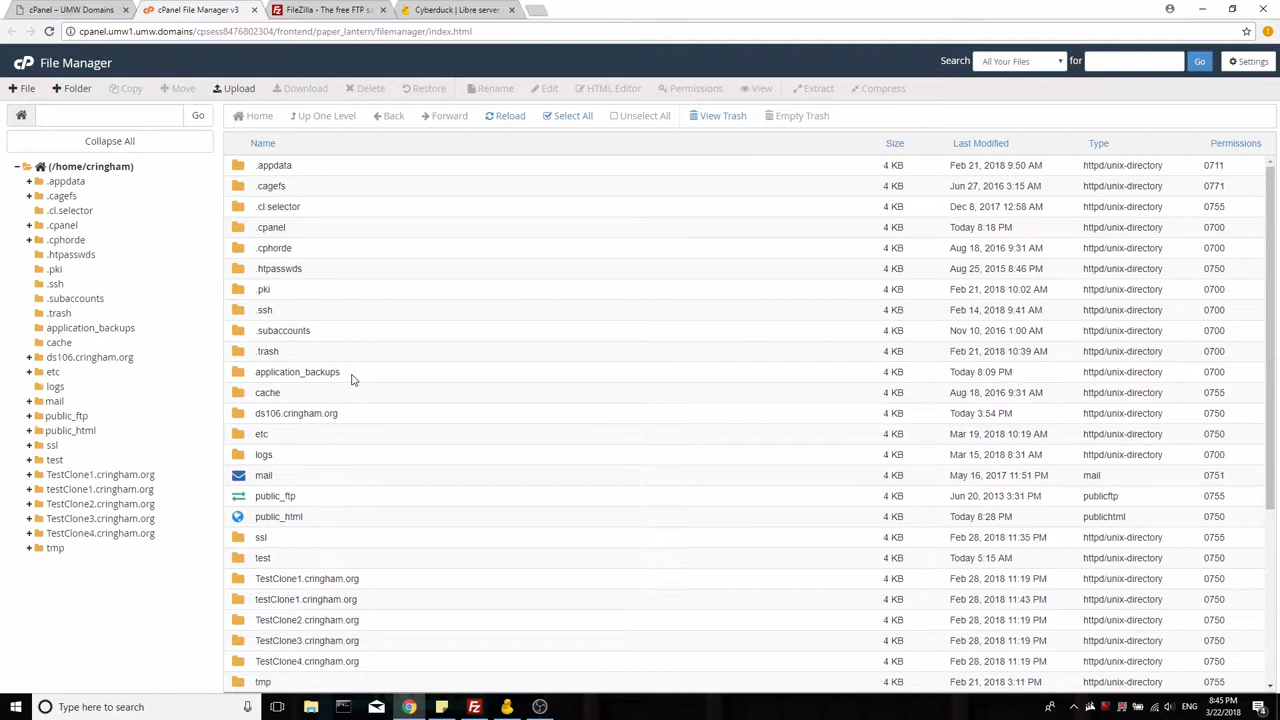 cPanel – UMW Domains
cPanel File Manager v3
FileZilla - The free FTP so
Cyberduck | Libre server
cpanel.umw1.umw.domains/cpsess8476802304/frontend/paper_lantern/filemanager/index.html
cP File Manager
Search All Your Files for Go Settings
File Folder Copy Move Upload Download Delete Restore Rename Edit HTML Editor Permissions View Extract Compress
Go Home Up One Level Back Forward Reload Select All Unselect All View Trash Empty Trash
Collapse All
(/home/cringham)
.appdata
.cagefs
.cl.selector
.cpanel
.cphorde
.htpasswds
.pki
.ssh
.subaccounts
.trash
application_backups
cache
ds106.cringham.org
etc
logs
mail
public_ftp
public_html
ssl
test
TestClone1.cringham.org
testClone1.cringham.org
TestClone2.cringham.org
TestClone3.cringham.org
TestClone4.cringham.org
tmp
Name Size Last Modified Type Permissions
.appdata 4 KB Feb 21, 2018 9:50 AM httpd/unix-directory 0711
.cagefs 4 KB Jun 27, 2016 3:15 AM httpd/unix-directory 0771
.cl.selector 4 KB Dec 8, 2017 12:58 AM httpd/unix-directory 0755
.cpanel 4 KB Today 8:18 PM httpd/unix-directory 0700
.cphorde 4 KB Aug 18, 2016 9:31 AM httpd/unix-directory 0700
.htpasswds 4 KB Aug 25, 2015 8:46 PM httpd/unix-directory 0750
.pki 4 KB Feb 21, 2018 10:02 AM httpd/unix-directory 0700
.ssh 4 KB Feb 14, 2018 9:41 AM httpd/unix-directory 0700
.subaccounts 4 KB Nov 10, 2016 1:00 AM httpd/unix-directory 0700
.trash 4 KB Feb 21, 2018 10:39 AM httpd/unix-directory 0700
application_backups 4 KB Today 8:09 PM httpd/unix-directory 0700
cache 4 KB Aug 18, 2016 9:31 AM httpd/unix-directory 0755
ds106.cringham.org 4 KB Today 3:54 PM httpd/unix-directory 0750
etc 4 KB Mar 19, 2018 10:19 AM httpd/unix-directory 0750
logs 4 KB Mar 15, 2018 8:31 AM httpd/unix-directory 0700
mail 4 KB May 16, 2017 11:51 PM mail 0751
public_ftp 4 KB Jun 20, 2013 3:31 PM publicftp 0755
public_html 4 KB Today 8:28 PM publichtml 0750
ssl 4 KB Feb 28, 2018 11:35 PM httpd/unix-directory 0755
test 4 KB Today 5:15 AM httpd/unix-directory 0750
TestClone1.cringham.org 4 KB Feb 28, 2018 11:19 PM httpd/unix-directory 0750
testClone1.cringham.org 4 KB Feb 28, 2018 11:43 PM httpd/unix-directory 0750
TestClone2.cringham.org 4 KB Feb 28, 2018 11:19 PM httpd/unix-directory 0750
TestClone3.cringham.org 4 KB Feb 28, 2018 11:19 PM httpd/unix-directory 0750
TestClone4.cringham.org 4 KB Feb 28, 2018 11:19 PM httpd/unix-directory 0750
tmp 4 KB Feb 21, 2018 3:11 PM httpd/unix-directory 0755
Type here to search
8:45 PM
3/22/2018
4